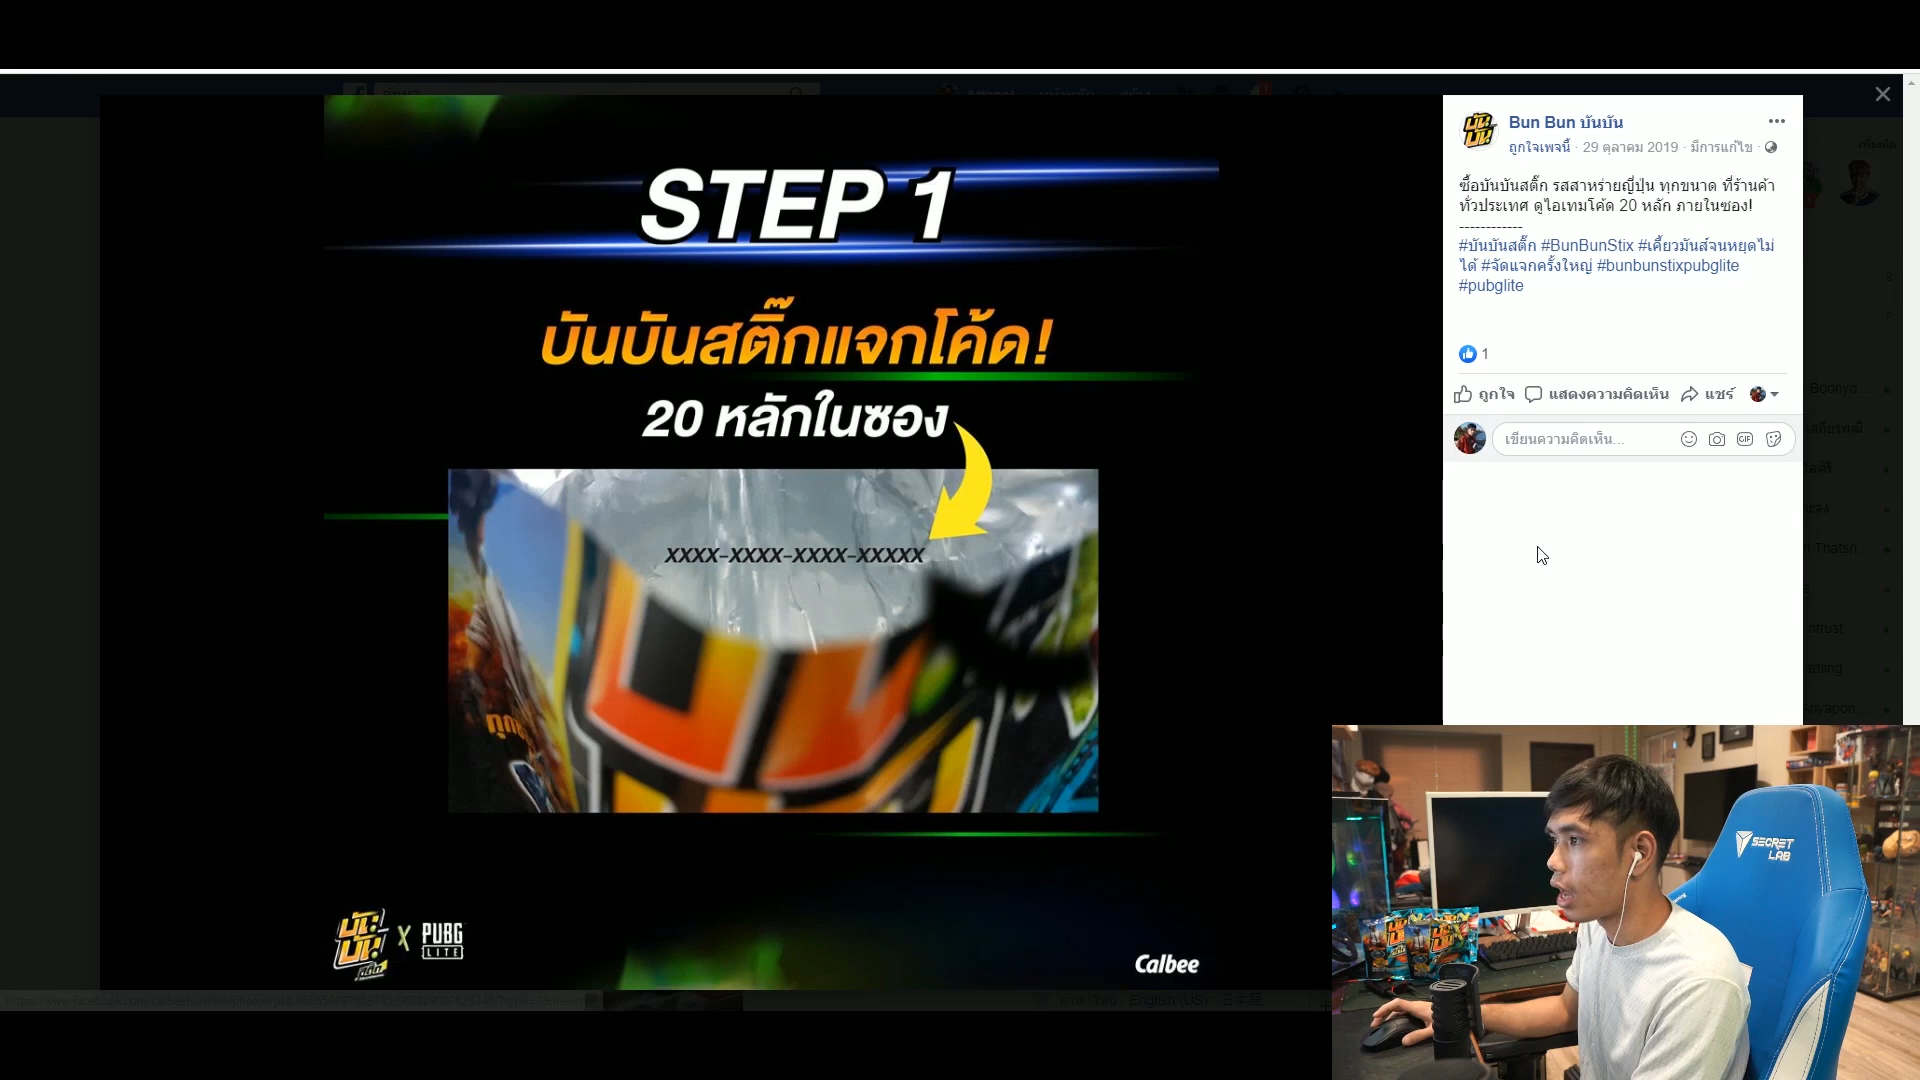 STEP 1
บันบันสติ๊กแจกโค้ด!
20 หลักในซอง
XXXX-XXXX-XXXX-XXXXX
บัน บัน สติ๊ก X PUBG LITE
Calbee
Bun Bun บันบัน
ถูกใจเพจนี้ · 29 ตุลาคม 2019 · มีการแก้ไข ·
ซื้อบันบันสติ๊ก รสสาหร่ายญี่ปุ่น ทุกขนาด ที่ร้านค้า
ทั่วประเทศ ดูไอเทมโค้ด 20 หลัก ภายในซอง!
------------
#บันบันสติ๊ก #BunBunStix #เคี้ยวมันส์จนหยุดไม่
ได้ #จัดแจกครั้งใหญ่ #bunbunstixpubglite
#pubglite
1
ถูกใจ แสดงความคิดเห็น แชร์
เขียนความคิดเห็น...
GIF
SECRET
LAB